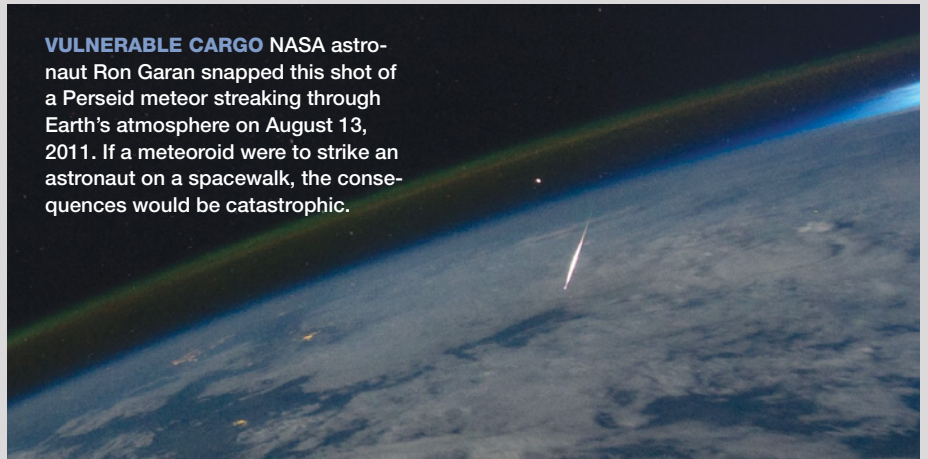 VULNERABLE CARGO NASA astro-
naut Ron Garan snapped this shot of
a Perseid meteor streaking through
Earth’s atmosphere on August 13,
2011. If a meteoroid were to strike an
astronaut on a spacewalk, the conse-
quences would be catastrophic.